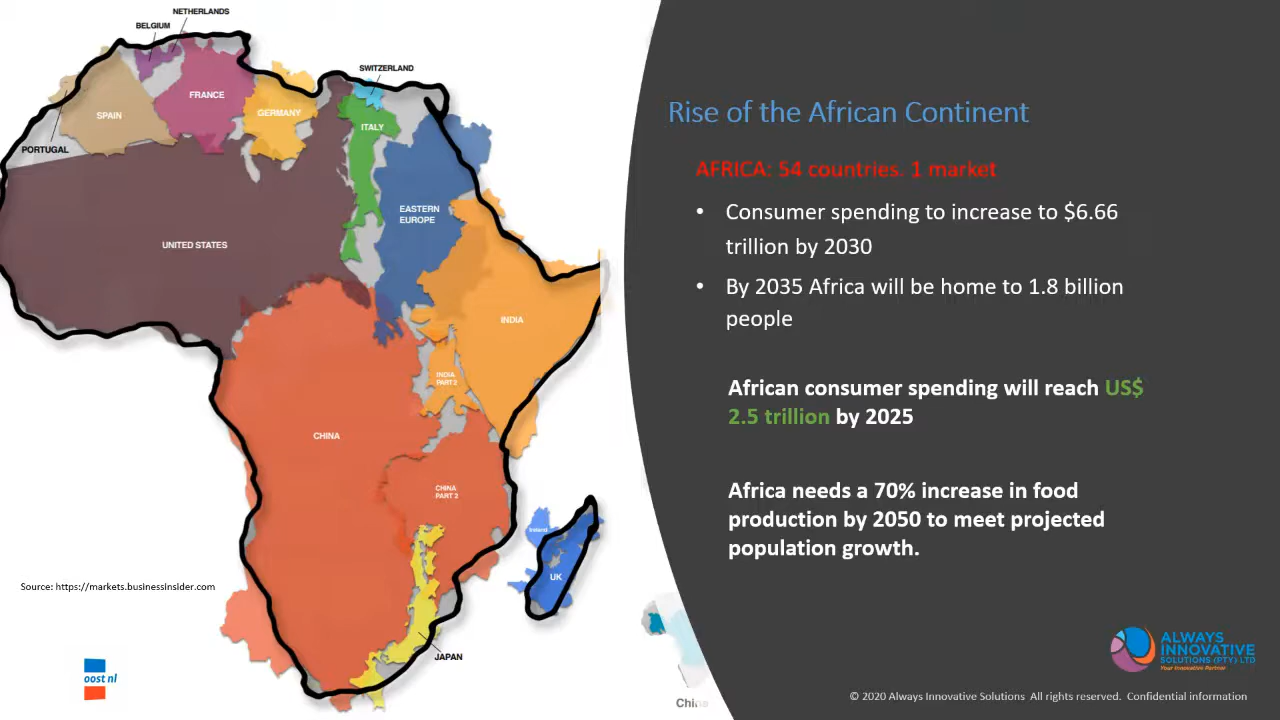 NETHERLANDS
BELGIUM
SWITZERLAND
FRANCE
SPAIN
GERMANY
ITALY
PORTUGAL
EASTERN
EUROPE
UNITED STATES
INDIA
INDIA
PART 2
CHINA
CHINA
PART 2
Ireland
UK
JAPAN
Source: https://markets.businessinsider.com
oost nl
Rise of the African Continent
AFRICA: 54 countries. 1 market
• Consumer spending to increase to $6.66
trillion by 2030
• By 2035 Africa will be home to 1.8 billion
people
African consumer spending will reach US$
2.5 trillion by 2025
Africa needs a 70% increase in food
production by 2050 to meet projected
population growth.
China
ALWAYS
INNOVATIVE
SOLUTIONS (PTY) LTD
Your Innovative Partner
© 2020 Always Innovative Solutions All rights reserved. Confidential information